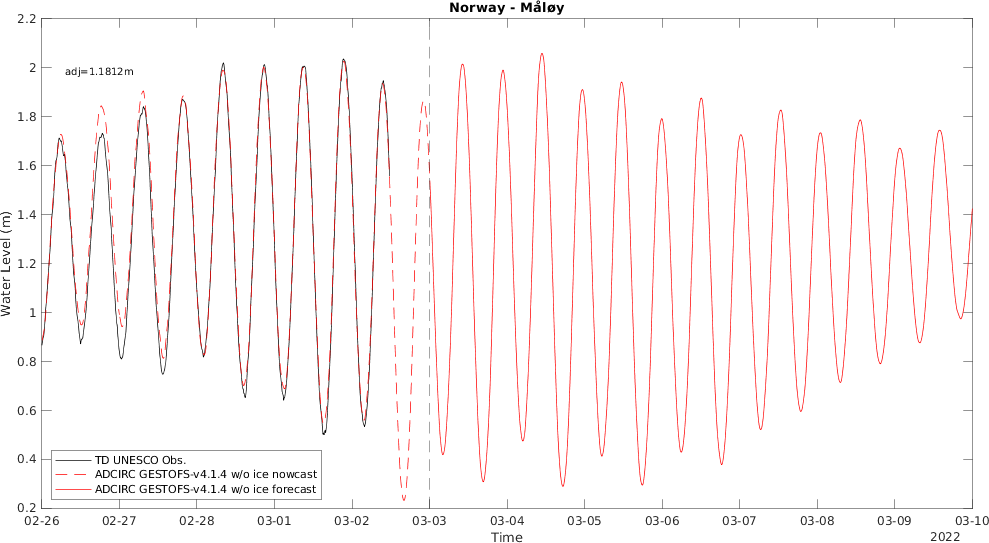 Norway - Måløy
2.2
2
1.8
1.6
1.4
1.2
1
0.8
0.6
0.4
0.2
Water Level (m)
adj=1.1812m
TD UNESCO Obs.
ADCIRC GESTOFS-v4.1.4 w/o ice nowcast
ADCIRC GESTOFS-v4.1.4 w/o ice forecast
02-26 02-27 02-28 03-01 03-02 03-03 03-04 03-05 03-06 03-07 03-08 03-09 03-10
Time
2022